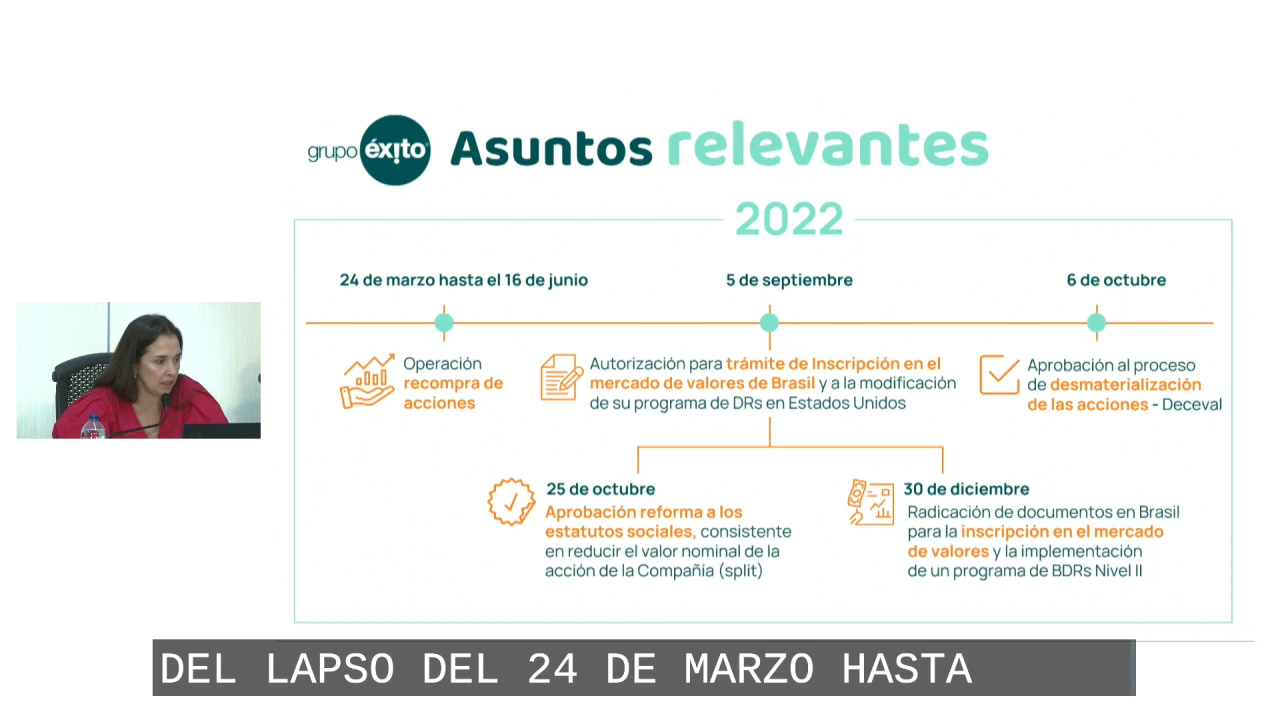 grupo éxito Asuntos relevantes
2022
24 de marzo hasta el 16 de junio
Operación
recompra de
acciones
5 de septiembre
Autorización para trámite de Inscripción en el
mercado de valores de Brasil y a la modificación
de su programa de DRs en Estados Unidos
6 de octubre
Aprobación al proceso
de desmaterialización
de las acciones - Deceval
25 de octubre
Aprobación reforma a los
estatutos sociales, consistente
en reducir el valor nominal de la
acción de la Compañía (split)
30 de diciembre
Radicación de documentos en Brasil
para la inscripción en el mercado
de valores y la implementación
de un programa de BDRs Nivel II
DEL LAPSO DEL 24 DE MARZO HASTA